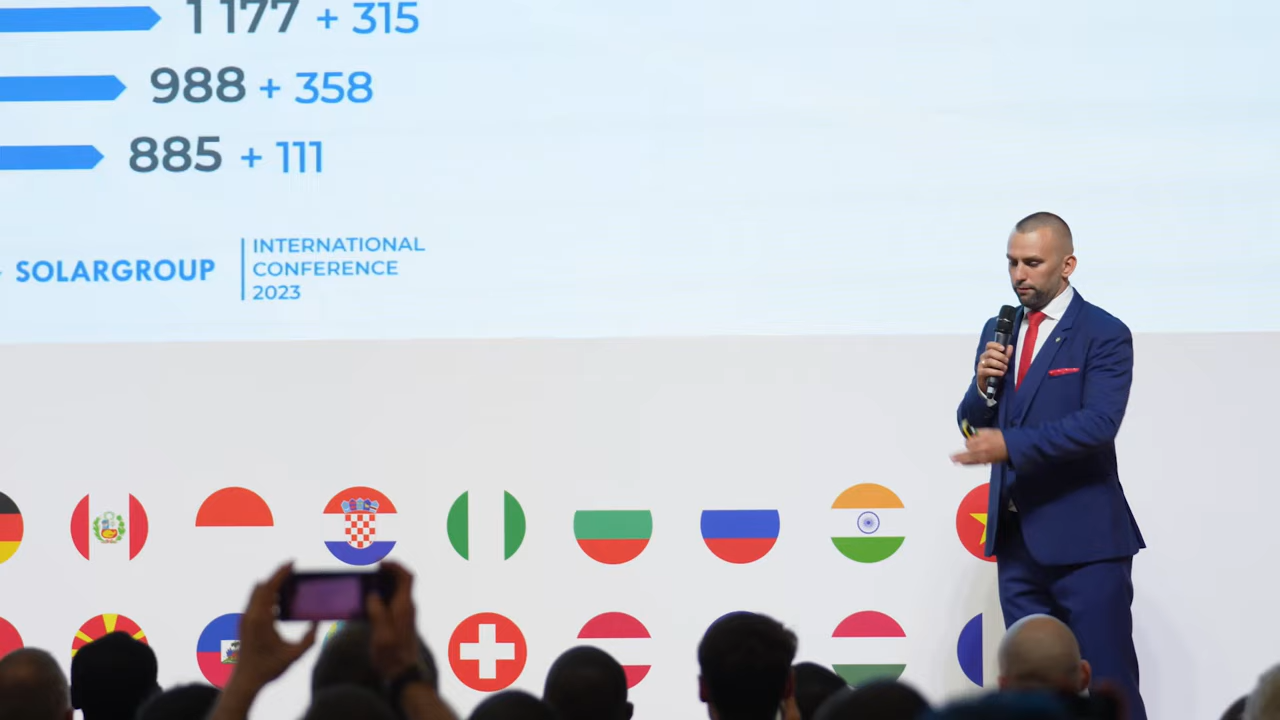 1 177 + 315
988 + 358
885 + 111
SOLARGROUP
INTERNATIONAL
CONFERENCE
2023